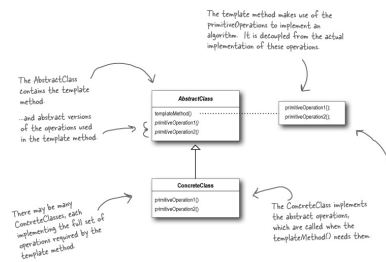 The template method makes use of the
primitiveOperations to implement an
algorithm. It is decoupled from the actual
implementation of these operations.
The AbstractClass
contains the template
method.
...and abstract versions
of the operations used
in the template method.
AbstractClass
templateMethod()
primitiveOperation1()
primitiveOperation2()
primitiveOperation1();
primitiveOperation2();
ConcreteClass
primitiveOperation1()
primitiveOperation2()
There may be many
ConcreteClasses, each
implementing the full set of
operations required by the
template method.
The ConcreteClass implements
the abstract operations,
which are called when the
templateMethod() needs them.